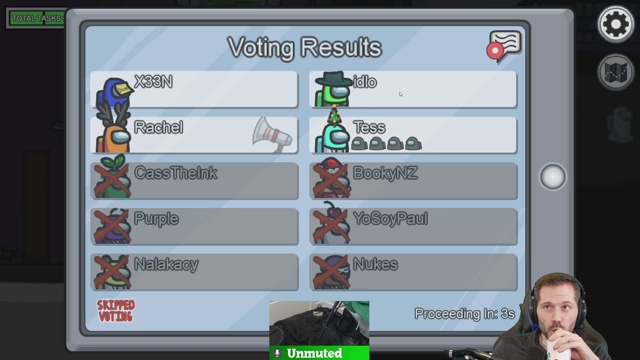 TOTAL TASKS
Voting Results
X33N
idlo
Rachel
Tess
CassTheInk
BookyNZ
Purple
YoSoyPaul
Nalakacy
Nukes
SKIPPED
VOTING
Proceeding In: 3s
Unmuted